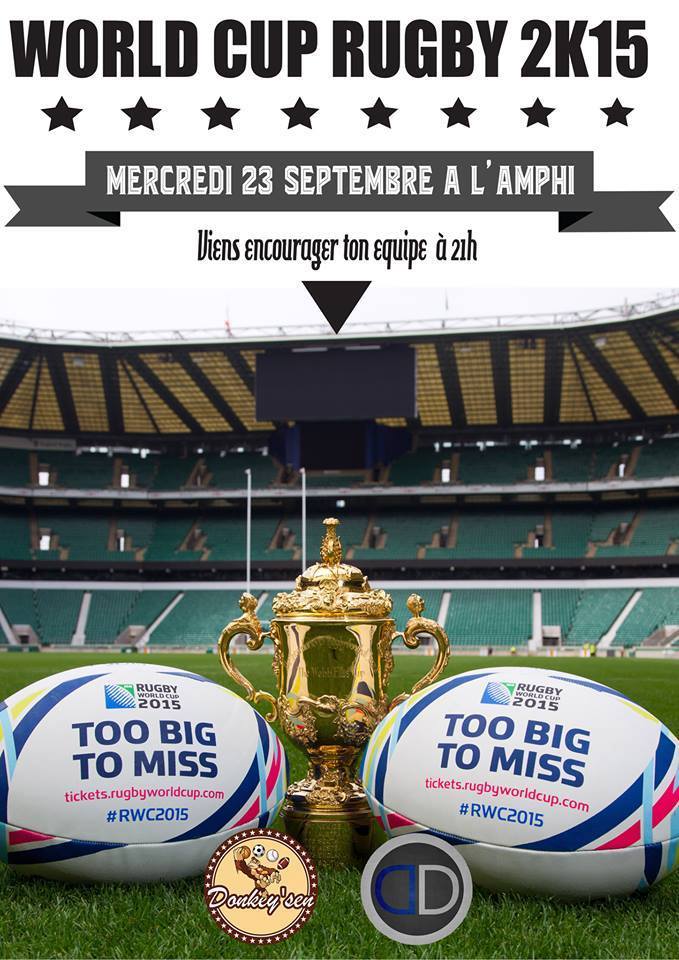 WORLD CUP RUGBY 2K15
MERCREDI 23 SEPTEMBRE A L'AMPHI
Viens encourager ton equipe à 21h
RUGBY
WORLD CUP
2015
TOO BIG
TO MISS
tickets.rugbyworldcup.com
#RWC2015
RUGBY
WORLD CUP
2015
TOO BIG
TO MISS
tickets.rugbyworldcup.com
#RWC2015
Donkey'sen
DD